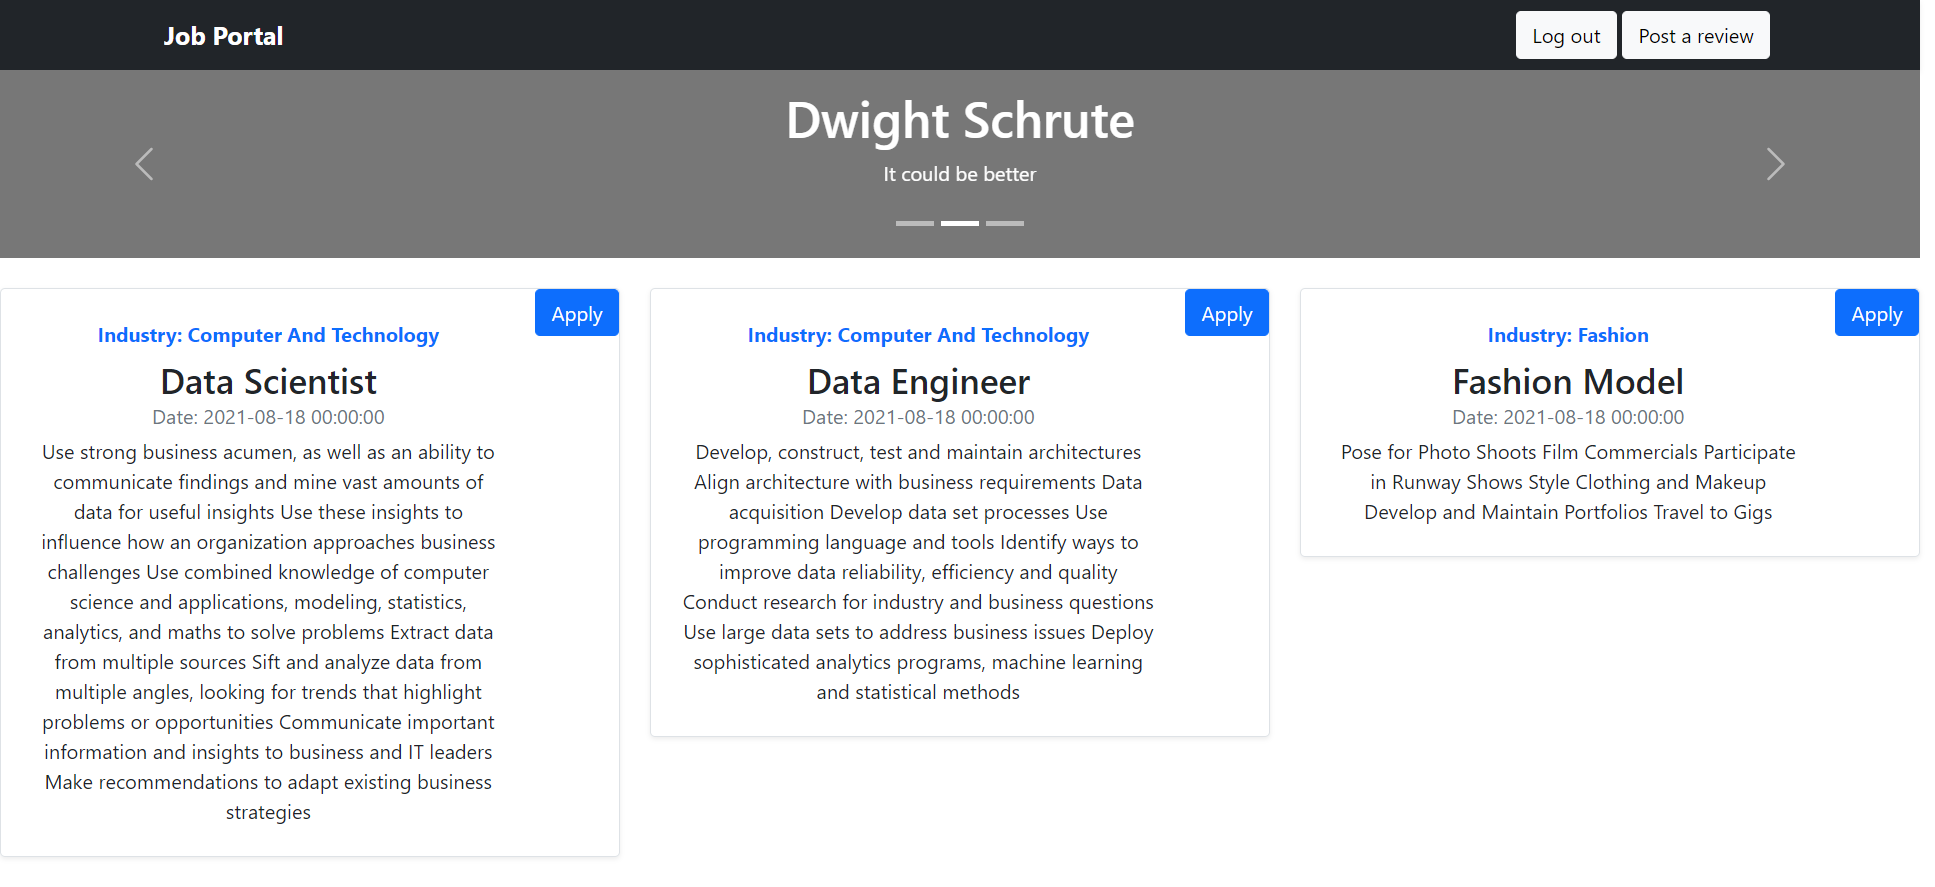 Job Portal
Log out
Post a review
Dwight Schrute
It could be better
Apply
Industry: Computer And Technology
Data Scientist
Date: 2021-08-18 00:00:00
Use strong business acumen, as well as an ability to
communicate findings and mine vast amounts of
data for useful insights Use these insights to
influence how an organization approaches business
challenges Use combined knowledge of computer
science and applications, modeling, statistics,
analytics, and maths to solve problems Extract data
from multiple sources Sift and analyze data from
multiple angles, looking for trends that highlight
problems or opportunities Communicate important
information and insights to business and IT leaders
Make recommendations to adapt existing business
strategies
Apply
Industry: Computer And Technology
Data Engineer
Date: 2021-08-18 00:00:00
Develop, construct, test and maintain architectures
Align architecture with business requirements Data
acquisition Develop data set processes Use
programming language and tools Identify ways to
improve data reliability, efficiency and quality
Conduct research for industry and business questions
Use large data sets to address business issues Deploy
sophisticated analytics programs, machine learning
and statistical methods
Apply
Industry: Fashion
Fashion Model
Date: 2021-08-18 00:00:00
Pose for Photo Shoots Film Commercials Participate
in Runway Shows Style Clothing and Makeup
Develop and Maintain Portfolios Travel to Gigs